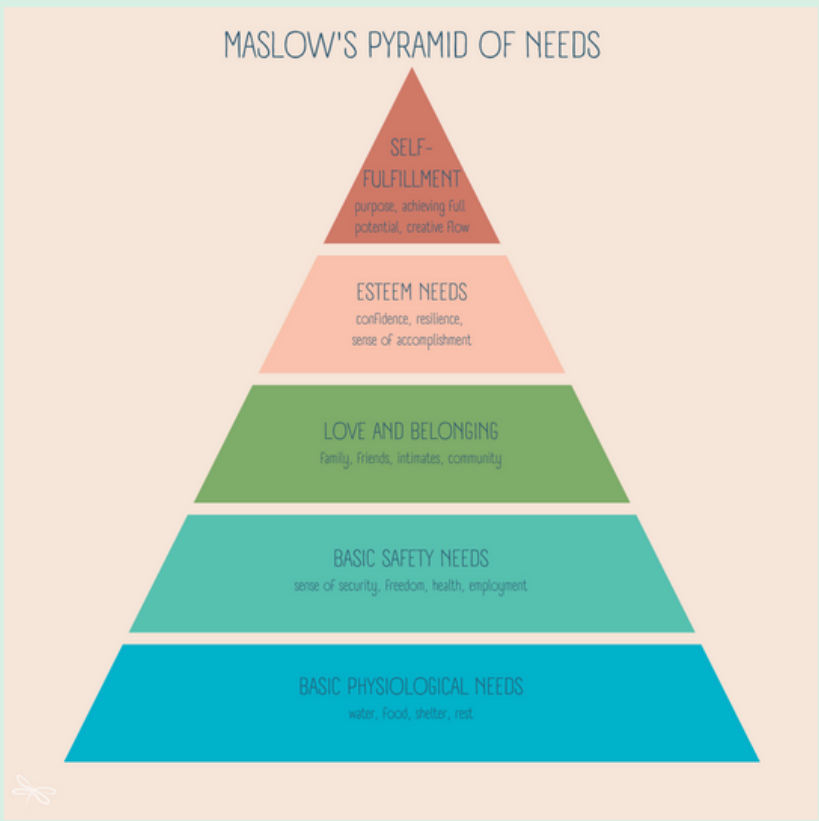 MASLOW'S PYRAMID OF NEEDS
SELF-
FULFILLMENT
purpose, achieving full
potential, creative flow
ESTEEM NEEDS
confidence, resilience,
sense of accomplishment
LOVE AND BELONGING
family, friends, intimates, community
BASIC SAFETY NEEDS
sense of security, freedom, health, employment
BASIC PHYSIOLOGICAL NEEDS
water, food, shelter, rest